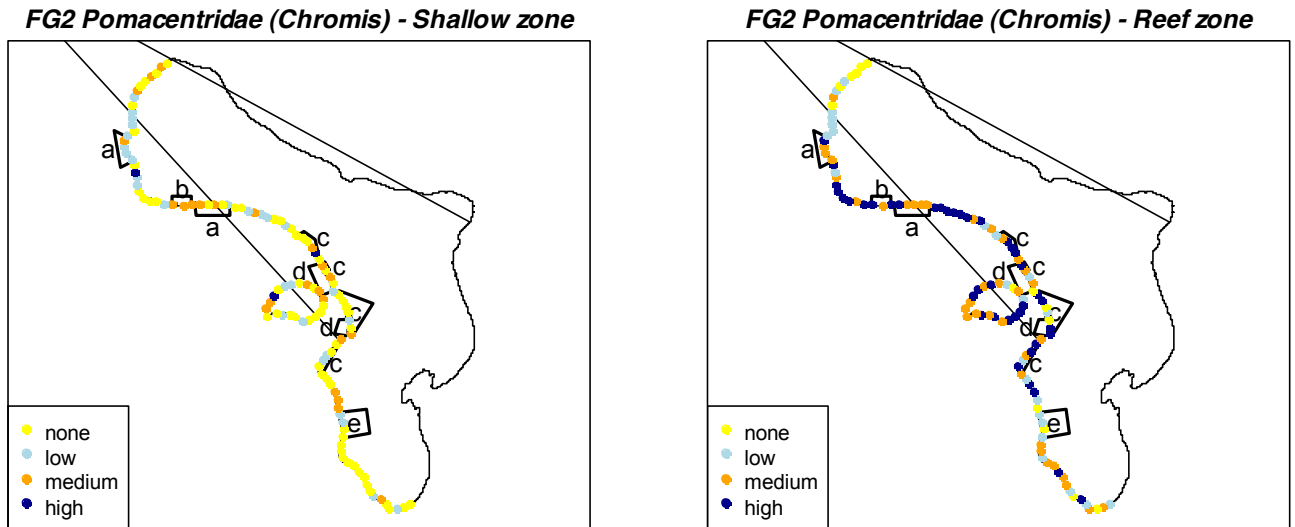 FG2 Pomacentridae (Chromis) - Shallow zone
a
b
a
c
c
d
c
d
c
e
none
low
medium
high
FG2 Pomacentridae (Chromis) - Reef zone
a
b
a
c
c
d
c
d
c
e
none
low
medium
high